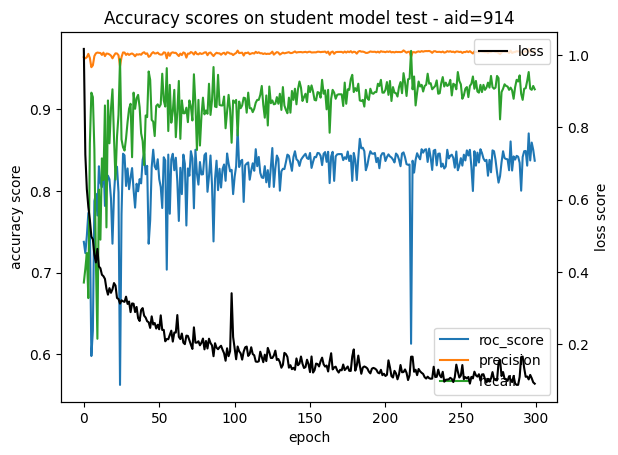 Accuracy scores on student model test - aid=914
accuracy score
0.9
0.8
0.7
0.6
loss
1.0
0.8
0.6
0.4
0.2
loss score
roc_score
precision
recall
0
50
100
150
200
250
300
epoch